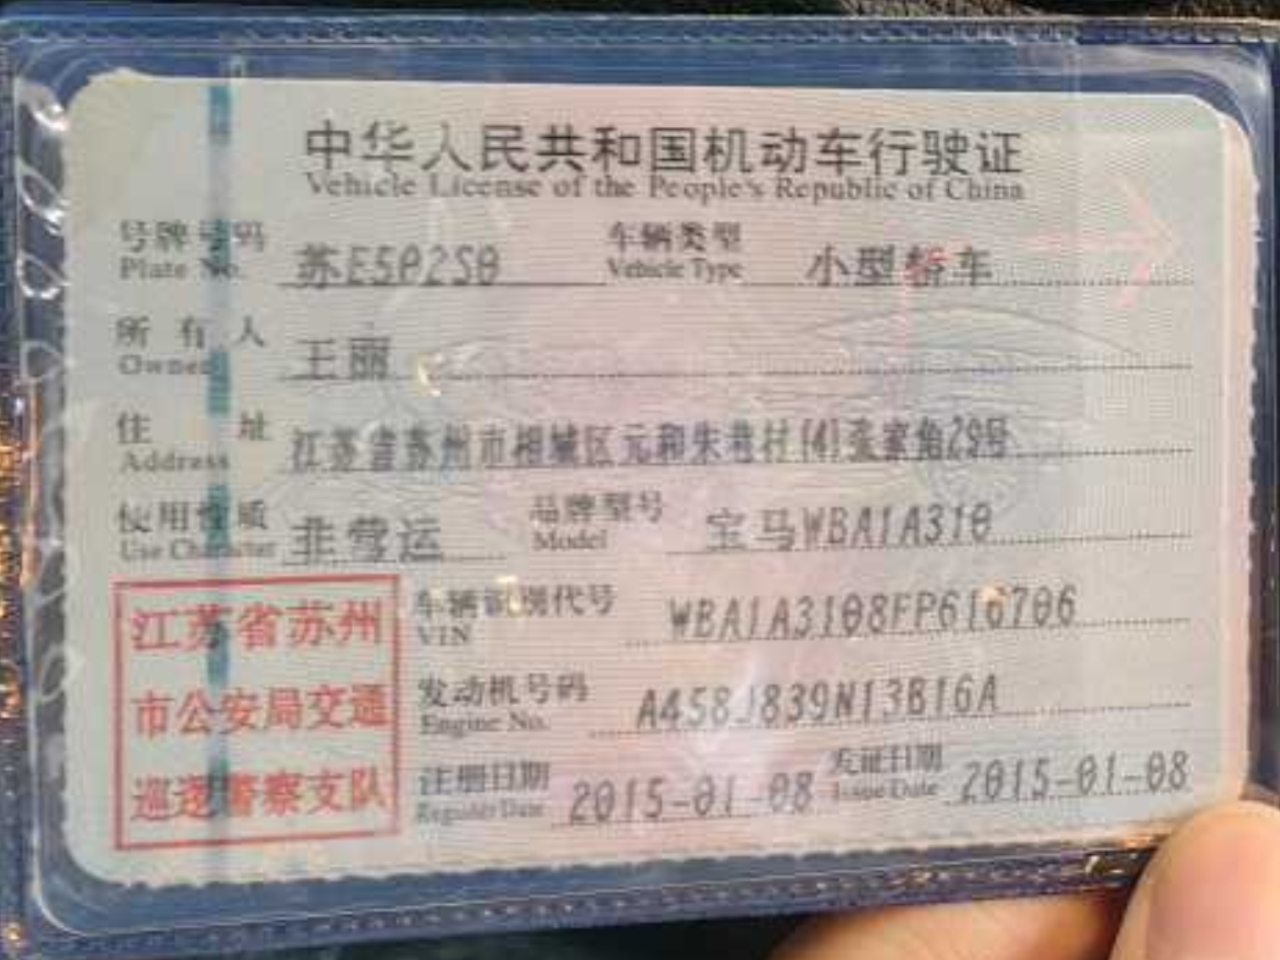 中华人民共和国机动车行驶证
Vehicle License of the People's Republic of China
号牌号码 苏E502S0 车辆类型 小型轿车
Plate No. Vehicle Type
所有人 王丽
Owner
住址 江苏省苏州市相城区元和朱巷村(4)张家角29号
Address
使用性质 非营运 品牌型号 宝马WBA1A310
Use Character Model
江苏省苏州
市公安局交通
巡逻警察支队
车辆识别代号 WBA1A3108FP616706
VIN
发动机号码 A458J839N13B16A
Engine No.
注册日期 2015-01-08 发证日期 2015-01-08
Register Date Issue Date